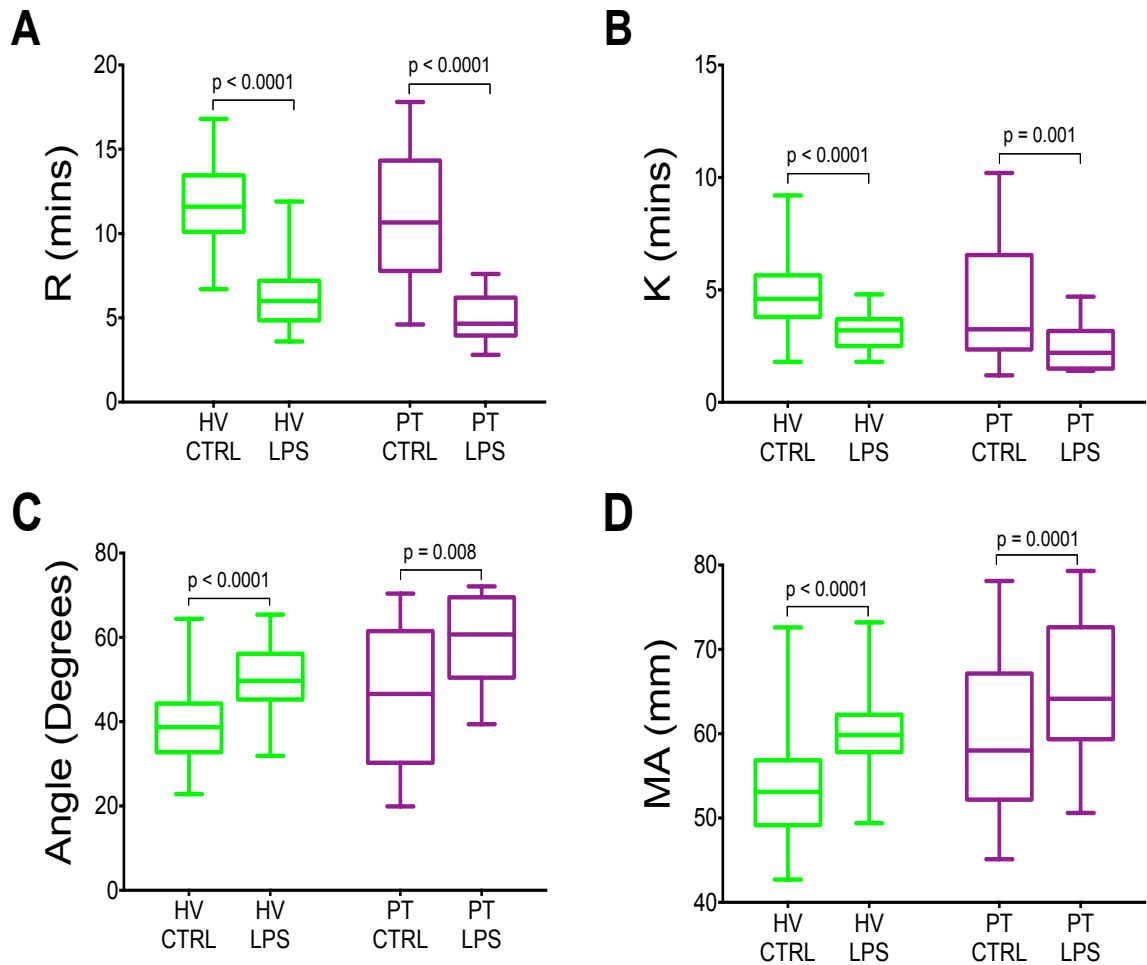 A
R (mins)
20
15
10
5
0
p < 0.0001
p < 0.0001
HV
CTRL
HV
LPS
PT
CTRL
PT
LPS
B
K (mins)
15
10
5
0
p < 0.0001
p = 0.001
HV
CTRL
HV
LPS
PT
CTRL
PT
LPS
C
Angle (Degrees)
80
60
40
20
0
p < 0.0001
p = 0.008
HV
CTRL
HV
LPS
PT
CTRL
PT
LPS
D
MA (mm)
80
70
60
50
40
p < 0.0001
p = 0.0001
HV
CTRL
HV
LPS
PT
CTRL
PT
LPS